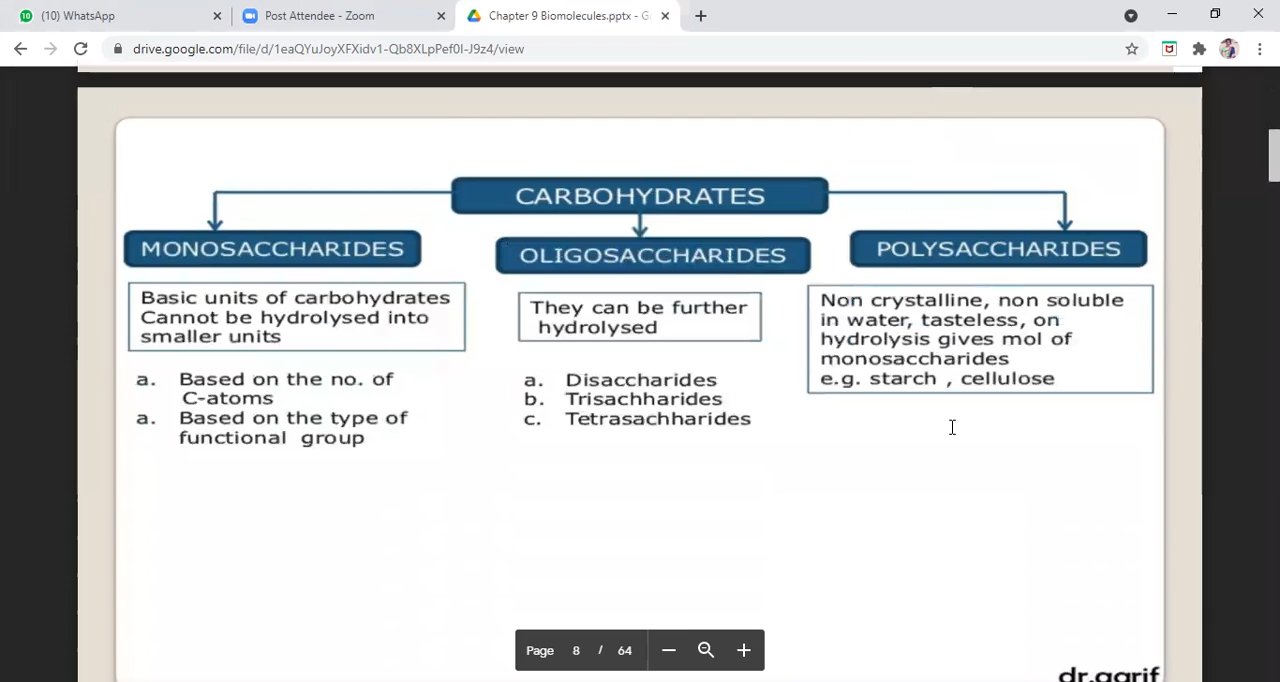 (10) WhatsApp
Post Attendee - Zoom
Chapter 9 Biomolecules.pptx - G
drive.google.com/file/d/1eaQYuJoyXFXidv1-Qb8XLpPef0I-J9z4/view
CARBOHYDRATES
MONOSACCHARIDES
Basic units of carbohydrates
Cannot be hydrolysed into
smaller units
a. Based on the no. of
C-atoms
a. Based on the type of
functional group
OLIGOSACCHARIDES
They can be further
hydrolysed
a. Disaccharides
b. Trisachharides
c. Tetrasachharides
POLYSACCHARIDES
Non crystalline, non soluble
in water, tasteless, on
hydrolysis gives mol of
monosaccharides
e.g. starch , cellulose
Page 8 / 64